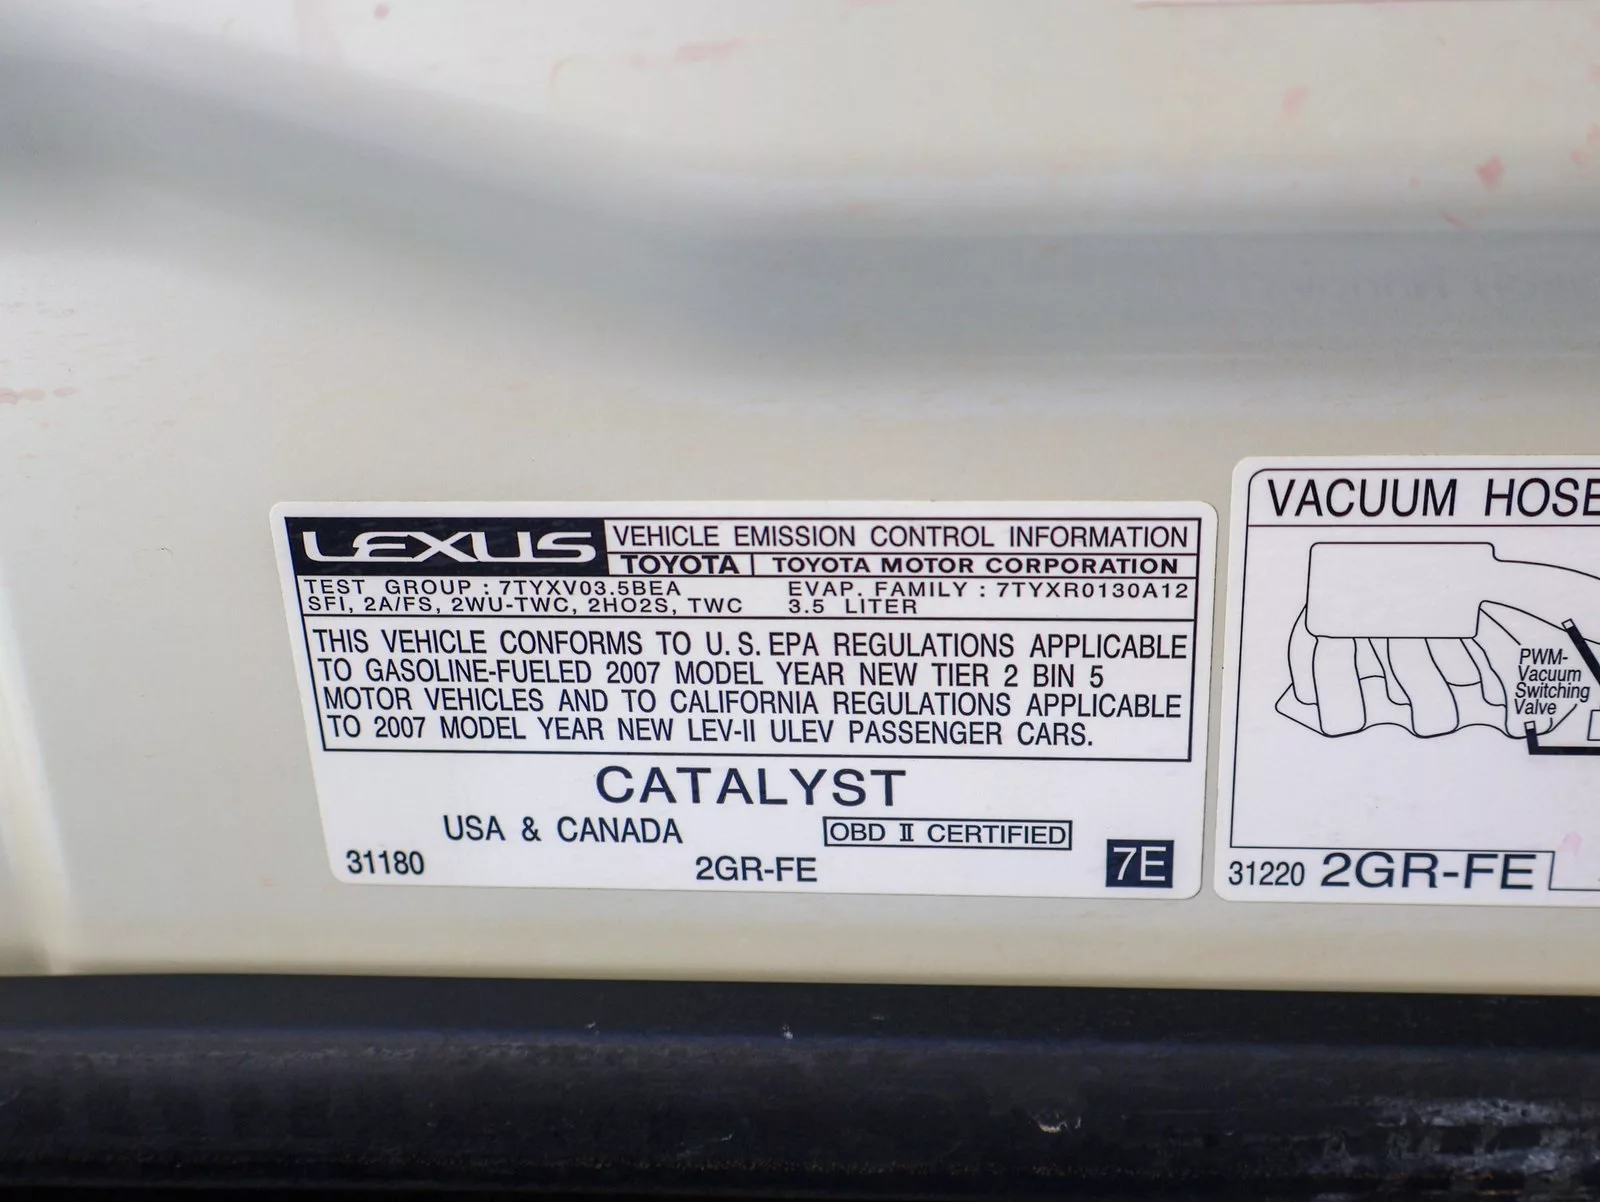 LEXUS VEHICLE EMISSION CONTROL INFORMATION
TOYOTA TOYOTA MOTOR CORPORATION
TEST GROUP : 7TYXV03.5BEA EVAP. FAMILY : 7TYXR0130A12
SFI, 2A/FS, 2WU-TWC, 2HO2S, TWC 3.5 LITER
THIS VEHICLE CONFORMS TO U.S. EPA REGULATIONS APPLICABLE
TO GASOLINE-FUELED 2007 MODEL YEAR NEW TIER 2 BIN 5
MOTOR VEHICLES AND TO CALIFORNIA REGULATIONS APPLICABLE
TO 2007 MODEL YEAR NEW LEV-II ULEV PASSENGER CARS.
CATALYST
USA & CANADA OBD II CERTIFIED
31180 2GR-FE 7E
VACUUM HOSE
PWM-
Vacuum
Switching
Valve
31220 2GR-FE